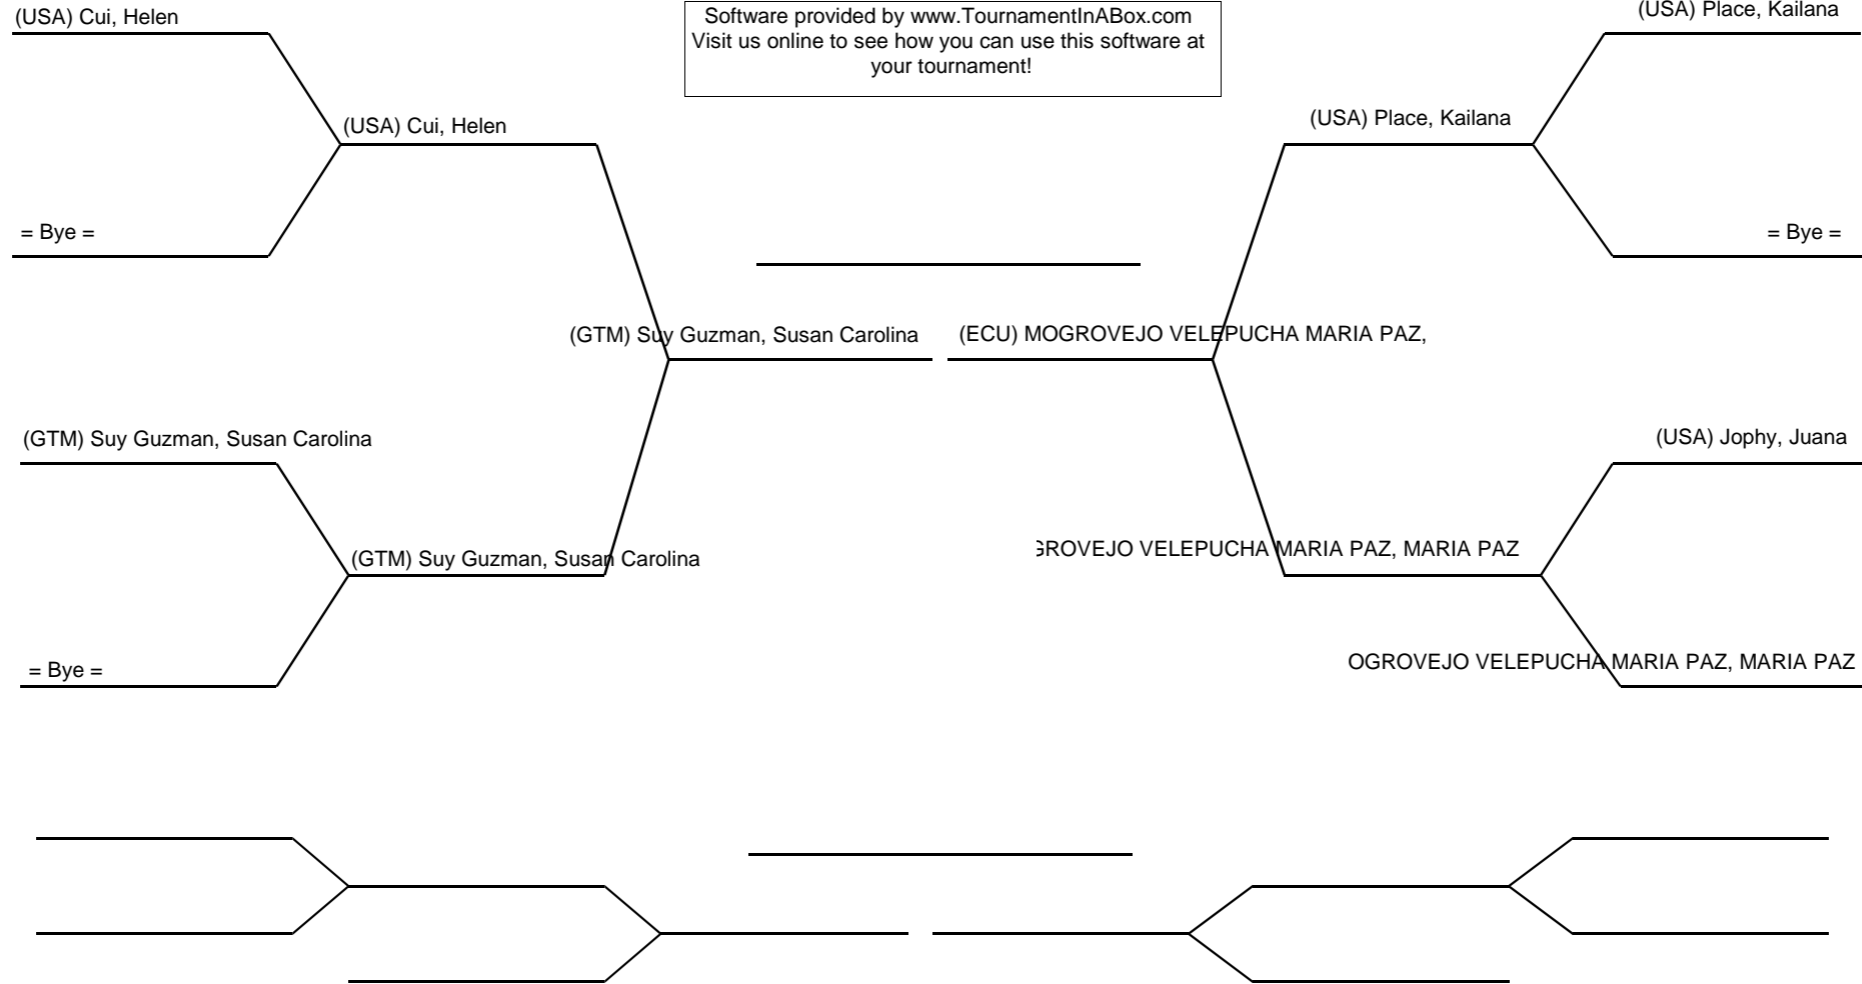 (USA) Cui, Helen
Software provided by www.TournamentInABox.com
Visit us online to see how you can use this software at
your tournament!
(USA) Place, Kailana
(USA) Cui, Helen
(USA) Place, Kailana
= Bye =
= Bye =
(GTM) Suy Guzman, Susan Carolina
(ECU) MOGROVEJO VELEPUCHA MARIA PAZ,
(GTM) Suy Guzman, Susan Carolina
(USA) Jophy, Juana
(GTM) Suy Guzman, Susan Carolina
GROVEJO VELEPUCHA MARIA PAZ, MARIA PAZ
= Bye =
OGROVEJO VELEPUCHA MARIA PAZ, MARIA PAZ